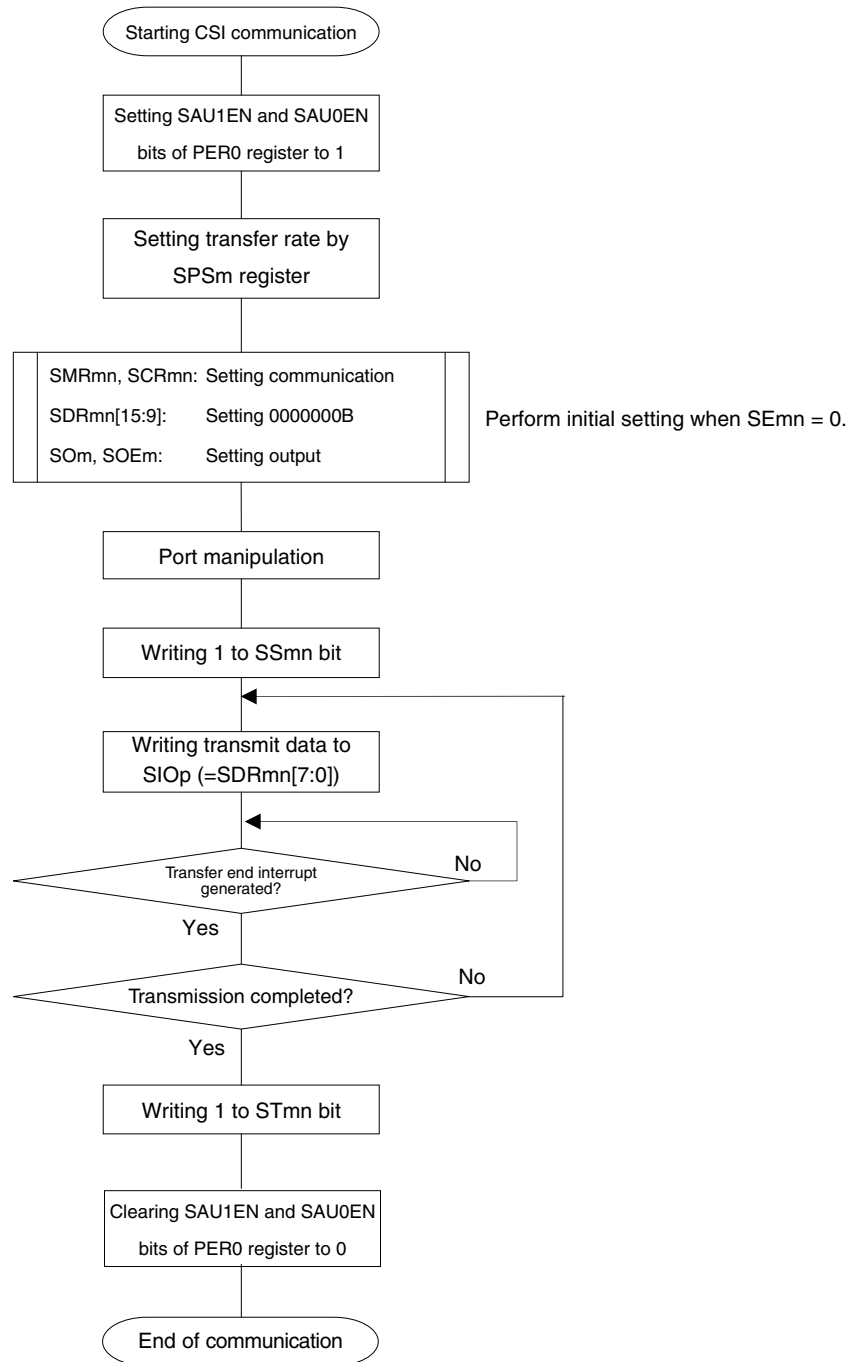 Starting CSI communication
Setting SAU1EN and SAU0EN
bits of PER0 register to 1
Setting transfer rate by
SPSm register
SMRmn, SCRmn: Setting communication
SDRmn[15:9]: Setting 0000000B
SOm, SOEm: Setting output
Perform initial setting when SEmn = 0.
Port manipulation
Writing 1 to SSmn bit
Writing transmit data to
SIOp (=SDRmn[7:0])
Transfer end interrupt
generated?
No
Yes
Transmission completed?
No
Yes
Writing 1 to STmn bit
Clearing SAU1EN and SAU0EN
bits of PER0 register to 0
End of communication